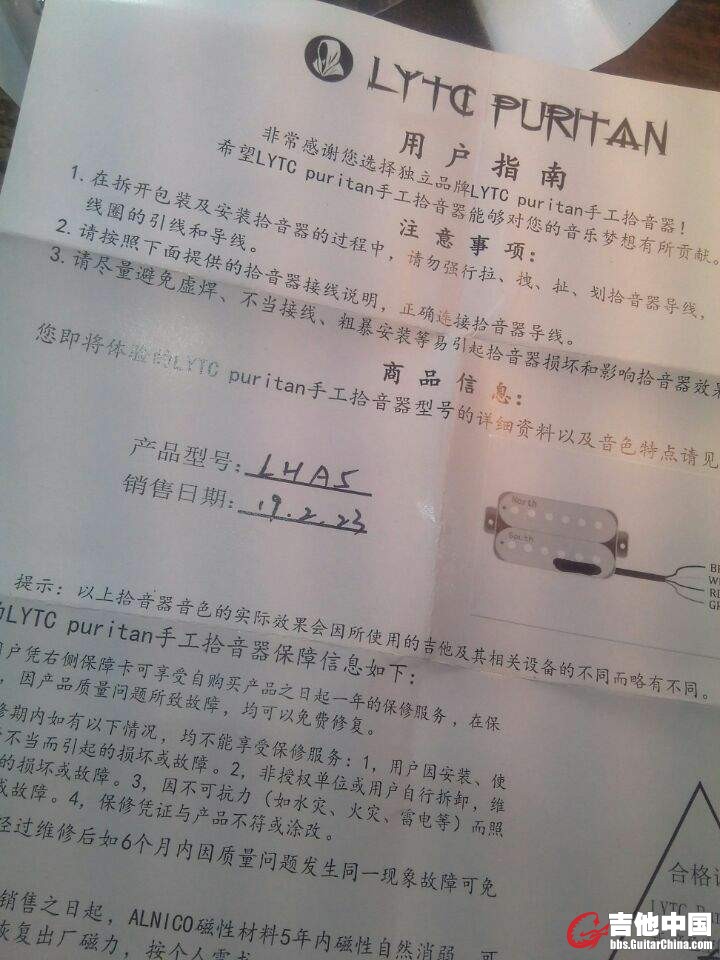 LYTC PURITAN
用户指南
非常感谢您选择独立品牌LYTC puritan手工拾音器!
希望LYTC puritan手工拾音器能够对您的音乐梦想有所贡献。
注意事项:
1. 在拆开包装及安装拾音器的过程中, 请勿强行拉、拽、扯、划拾音器导线,
线圈的引线和导线。
2. 请按照下面提供的拾音器接线说明, 正确连接拾音器导线。
3. 请尽量避免虚焊、不当接线、粗暴安装等易引起拾音器损坏和影响拾音器效果
商品信息:
您即将体验的LYTC puritan手工拾音器型号的详细资料以及音色特点请见
产品型号: LHA5
销售日期: 19.2.23
North
South
提示: 以上拾音器音色的实际效果会因所使用的吉他及其相关设备的不同而略有不同。
LYTC puritan手工拾音器保障信息如下:
用户凭右侧保障卡可享受自购买产品之日起一年的保修服务, 在保
, 因产品质量问题所致故障, 均可以免费修复。
修期内如有以下情况, 均不能享受保修服务: 1, 用户因安装、使
不当而引起的损坏或故障。2, 非授权单位或用户自行拆卸, 维
的损坏或故障。3, 因不可抗力 (如水灾、火灾、雷电等) 而照
或故障。4, 保修凭证与产品不符或涂改。
经过维修后如6个月内因质量问题发生同一现象故障可免
销售之日起, ALNICO磁性材料5年内磁性自然消弱, 可
恢复出厂磁力, 按个人需求
合格
LYTC
吉他中国
bbs.GuitarChina.com